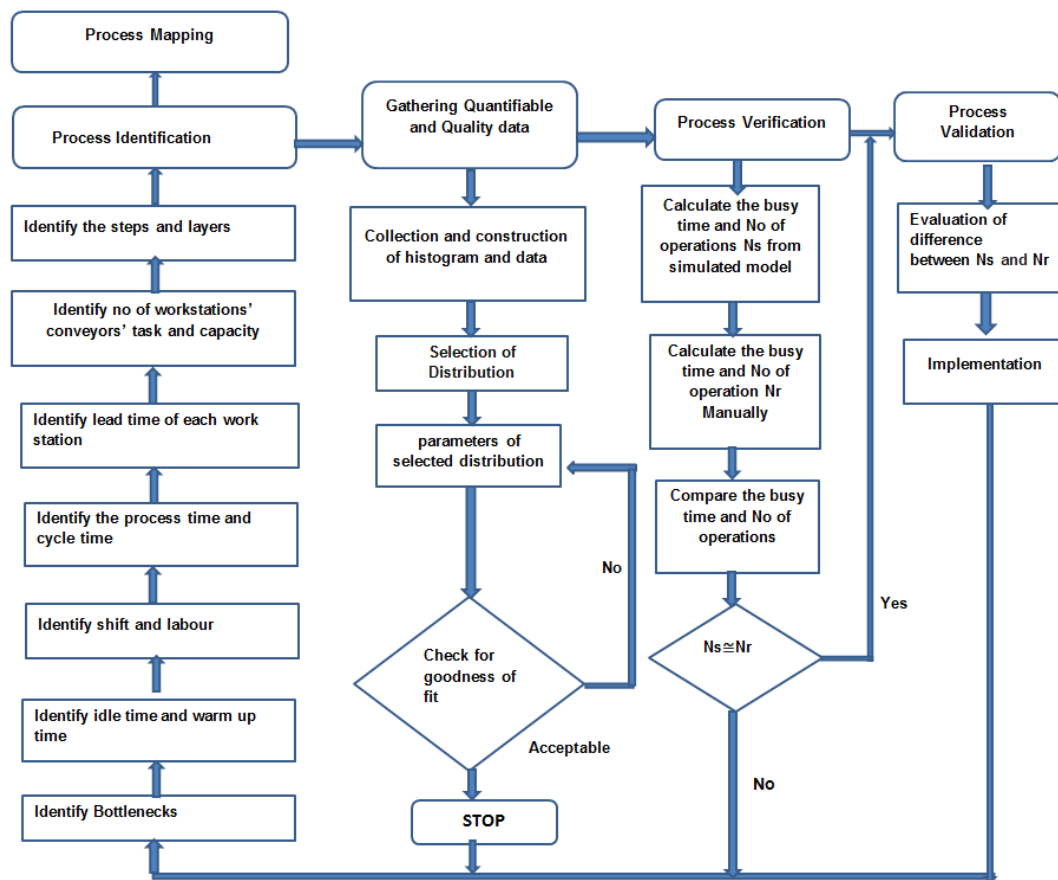 Process Mapping
Process Identification
Identify the steps and layers
Identify no of workstations’
conveyors’ task and capacity
Identify lead time of each work
station
Identify the process time and
cycle time
Identify shift and labour
Identify idle time and warm up
time
Identify Bottlenecks
Gathering Quantifiable
and Quality data
Collection and construction
of histogram and data
Selection of
Distribution
parameters of
selected distribution
No
Check for
goodness of
fit
Acceptable
STOP
Process Verification
Calculate the
busy time and No of
operations Ns from
simulated model
Calculate the busy
time and No of
operation Nr
Manually
Compare the busy
time and No of
operations
Ns≅Nr
Yes
No
Process
Validation
Evaluation of
difference
between Ns and Nr
Implementation